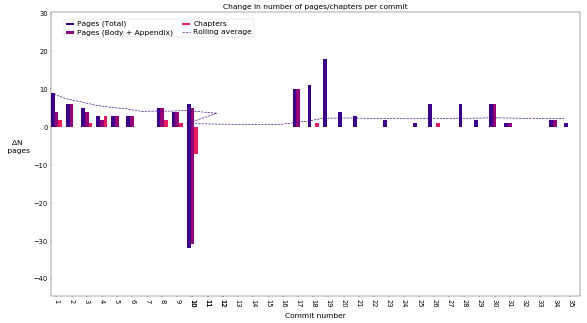 Change in number of pages/chapters per commit
Pages (Total)
Pages (Body + Appendix)
Chapters
Rolling average
30
20
10
0
−10
−20
−30
−40
ΔN
pages
1 2 3 4 5 6 7 8 9 10 11 12 12 13 14 15 16 17 18 19 20 21 22 23 24 25 26 27 28 29 30 31 32 33 34 35
Commit number